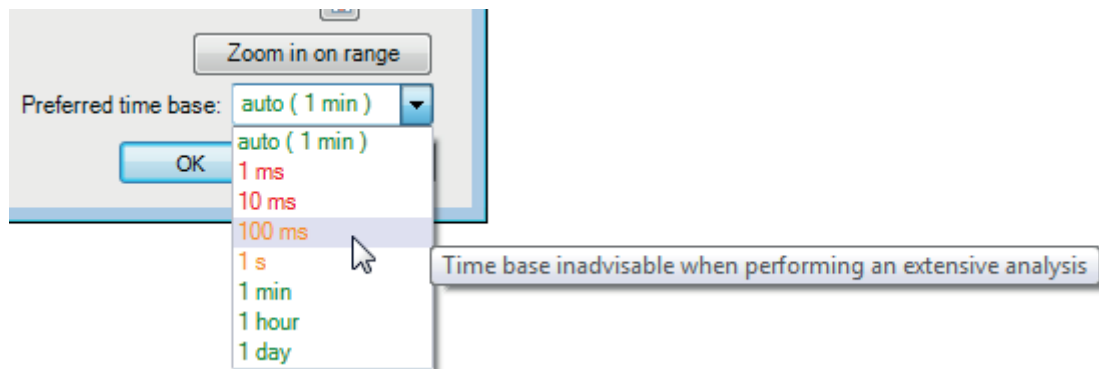 Zoom in on range
Preferred time base: auto ( 1 min )
auto ( 1 min )
OK
1 ms
10 ms
100 ms
1 s
Time base inadvisable when performing an extensive analysis
1 min
1 hour
1 day